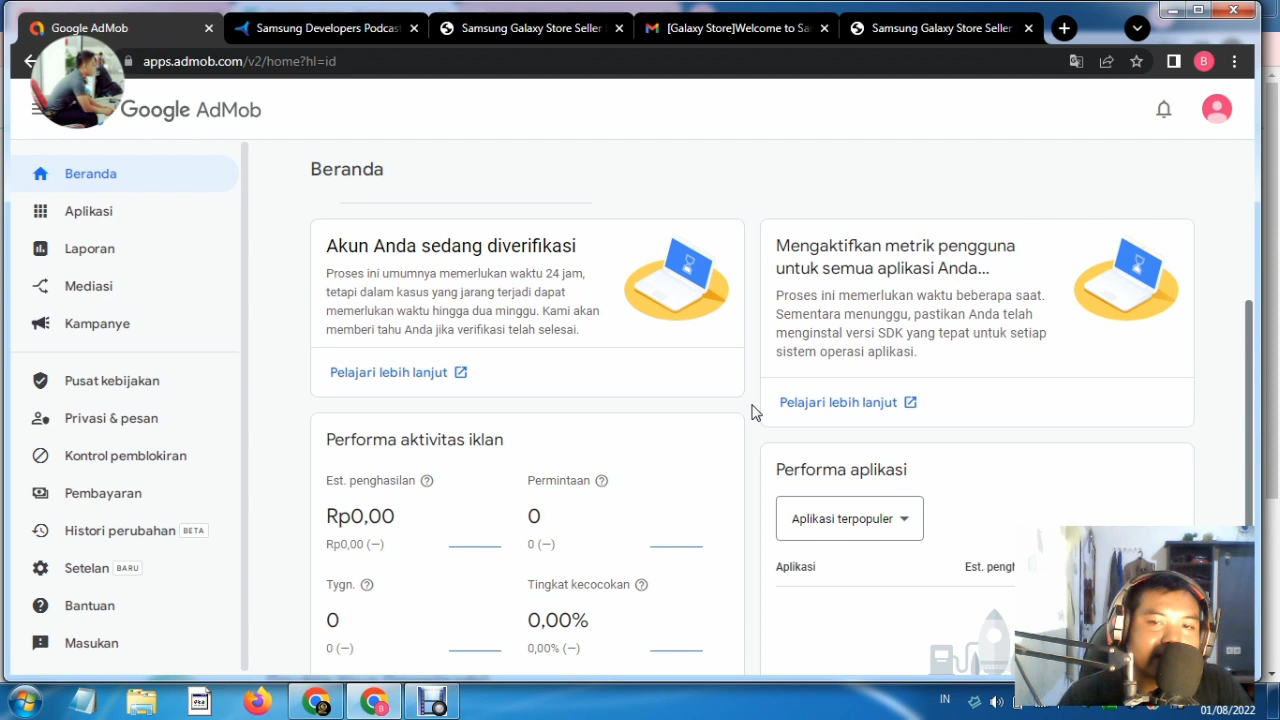 Google AdMob
Samsung Developers Podcast
Samsung Galaxy Store Seller
[Galaxy Store]Welcome to Sa
Samsung Galaxy Store Seller
apps.admob.com/v2/home?hl=id
B
Google AdMob
Beranda
Aplikasi
Laporan
Mediasi
Kampanye
Pusat kebijakan
Privasi & pesan
Kontrol pemblokiran
Pembayaran
Histori perubahan BETA
Setelan BARU
Bantuan
Masukan
Beranda
Akun Anda sedang diverifikasi
Proses ini umumnya memerlukan waktu 24 jam,
tetapi dalam kasus yang jarang terjadi dapat
memerlukan waktu hingga dua minggu. Kami akan
memberi tahu Anda jika verifikasi telah selesai.
Pelajari lebih lanjut
Mengaktifkan metrik pengguna
untuk semua aplikasi Anda...
Proses ini memerlukan waktu beberapa saat.
Sementara menunggu, pastikan Anda telah
menginstal versi SDK yang tepat untuk setiap
sistem operasi aplikasi.
Pelajari lebih lanjut
Performa aktivitas iklan
Est. penghasilan
Permintaan
Rp0,00
0
Rp0,00 (—)
0 (—)
Tygn.
Tingkat kecocokan
0
0,00%
0 (—)
0,00% (—)
Performa aplikasi
Aplikasi terpopuler
Aplikasi
Est. pengh
IN
01/08/2022